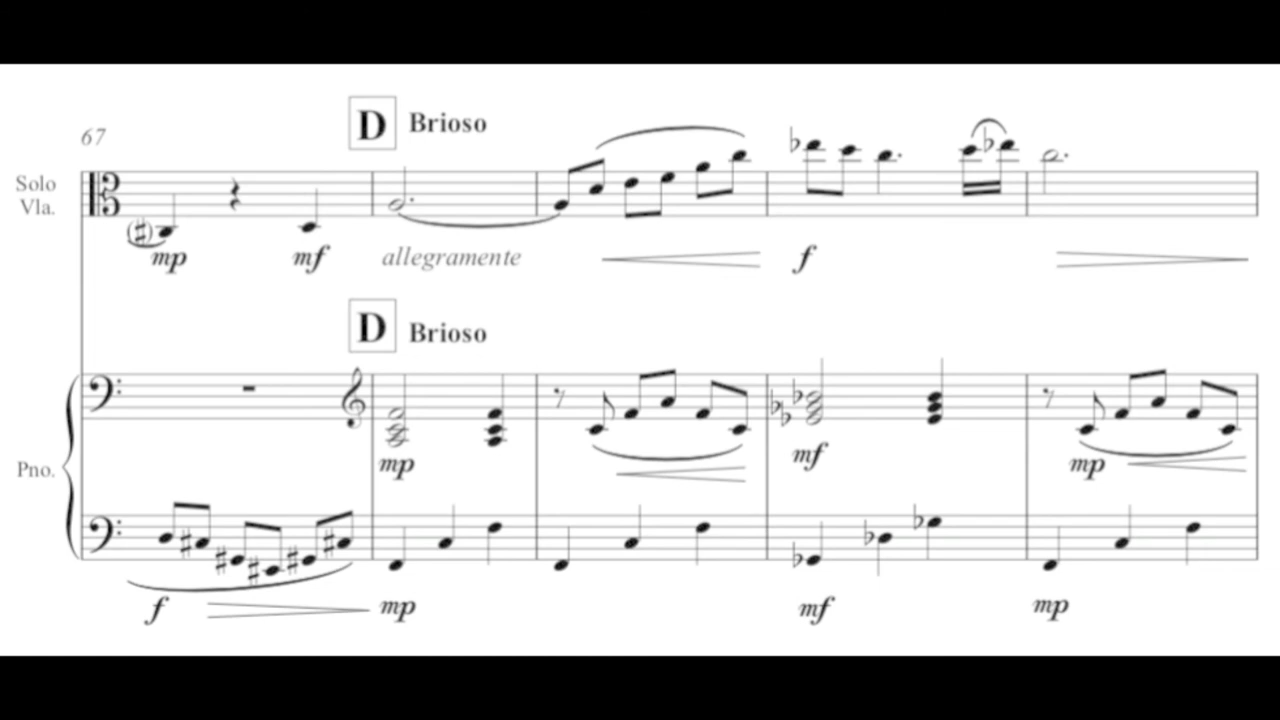 67
D Brioso
Solo
Vla.
mp mf allegramente f
D Brioso
Pno.
mp mf mp
f mp mf mp